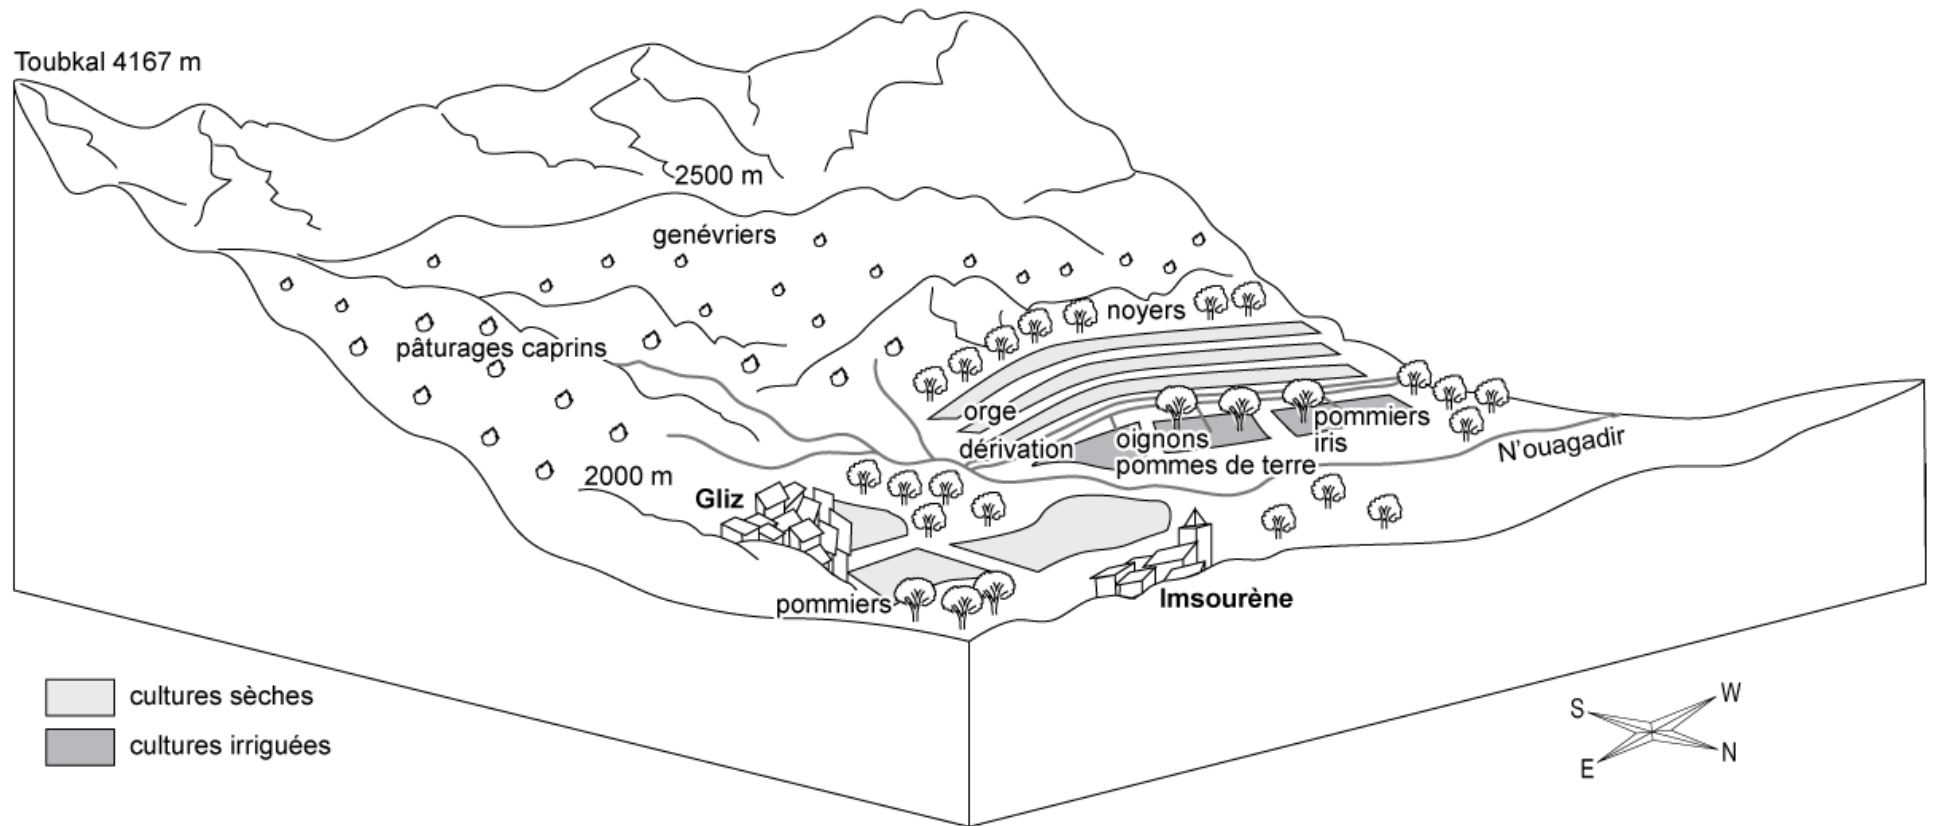 Toubkal 4167 m
2500 m
genévriers
noyers
pâturages caprins
orge
pommiers
iris
oignons
dérivation
pommes de terre
N'ouagadir
2000 m
Gliz
Imsourène
pommiers
cultures sèches
cultures irriguées
S
W
E
N